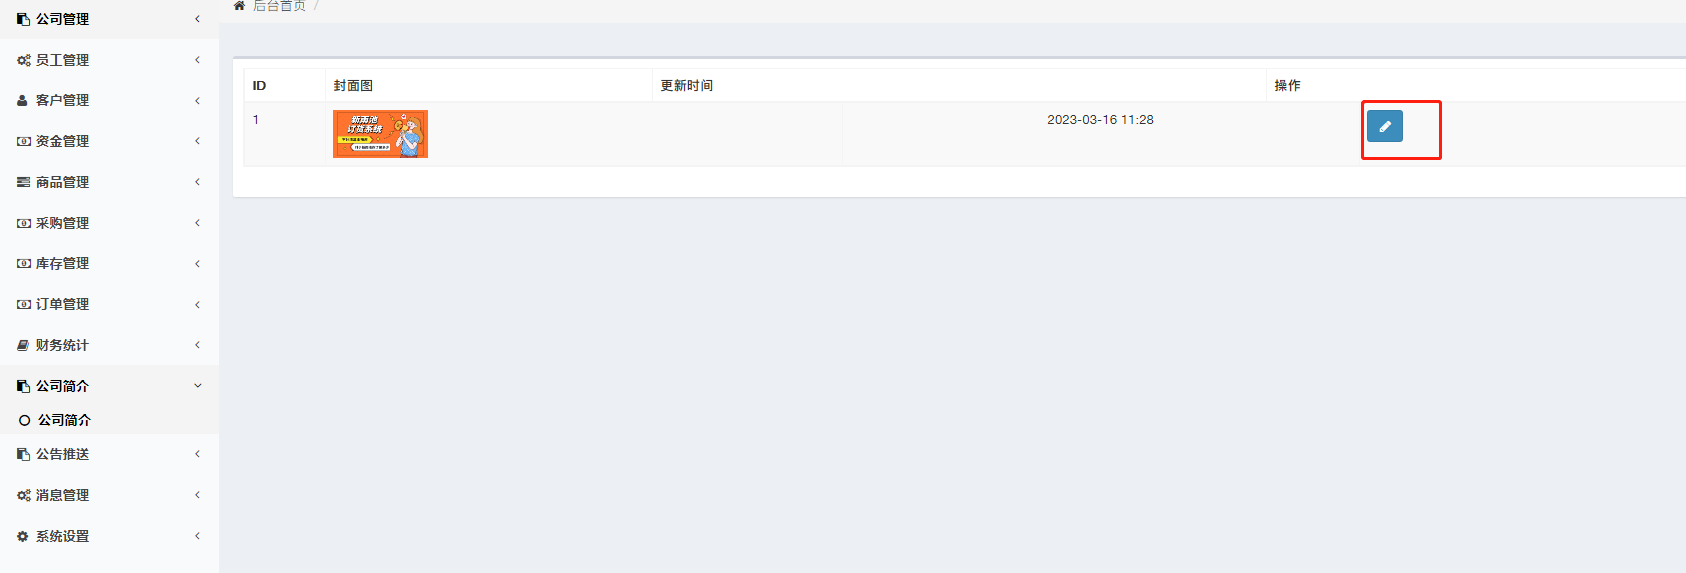 后台首页 /
公司管理
员工管理
客户管理
资金管理
商品管理
采购管理
库存管理
订单管理
财务统计
公司简介
公司简介
公告推送
消息管理
系统设置
ID 封面图 更新时间 操作
1 2023-03-16 11:28
订货系统